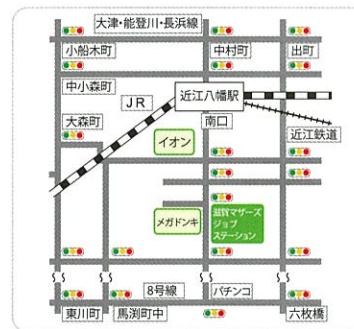 大津・能登川・長浜線
小船木町
中村町
出町
中小森町
JR
近江八幡駅
大森町
南口
近江鉄道
イオン
メガドンキ
滋賀マザーズ
ジョブ
ステーション
8号線
パチンコ
東川町
馬渕町中
六枚橋